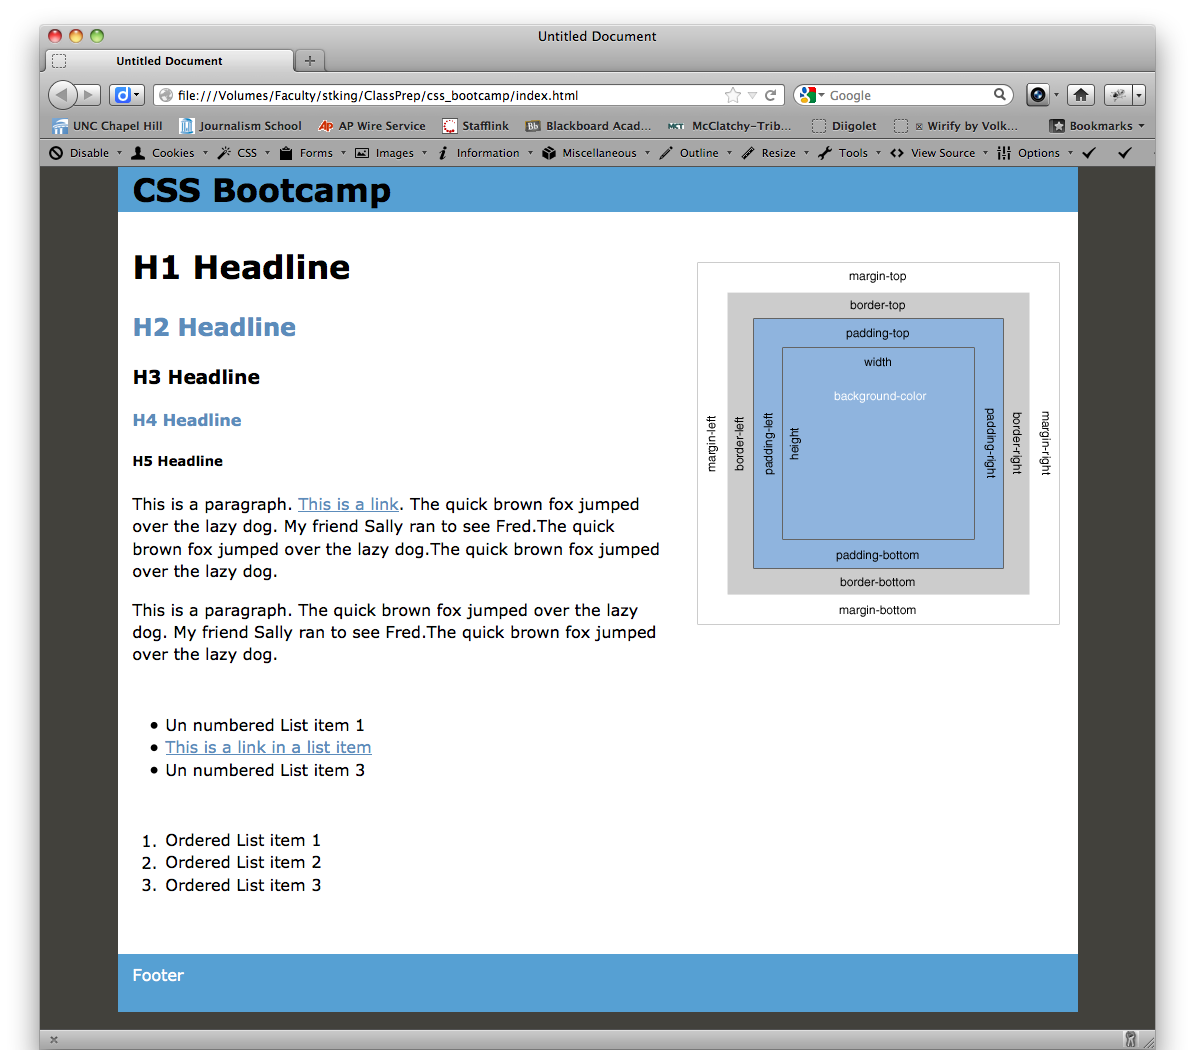 Untitled Document
Untitled Document
file:///Volumes/Faculty/stking/ClassPrep/css_bootcamp/index.html
Google
UNC Chapel Hill Journalism School AP AP Wire Service Stafflink Bb Blackboard Acad... MCT McClatchy-Trib... Diigolet Wirify by Volk... Bookmarks
Disable Cookies CSS Forms Images Information Miscellaneous Outline Resize Tools View Source Options
CSS Bootcamp
H1 Headline
H2 Headline
H3 Headline
H4 Headline
H5 Headline
This is a paragraph. This is a link. The quick brown fox jumped
over the lazy dog. My friend Sally ran to see Fred.The quick
brown fox jumped over the lazy dog.The quick brown fox jumped
over the lazy dog.
This is a paragraph. The quick brown fox jumped over the lazy
dog. My friend Sally ran to see Fred.The quick brown fox jumped
over the lazy dog.
• Un numbered List item 1
• This is a link in a list item
• Un numbered List item 3
1. Ordered List item 1
2. Ordered List item 2
3. Ordered List item 3
margin-top
border-top
padding-top
width
background-color
margin-left
border-left
padding-left
height
padding-right
border-right
margin-right
padding-bottom
border-bottom
margin-bottom
Footer